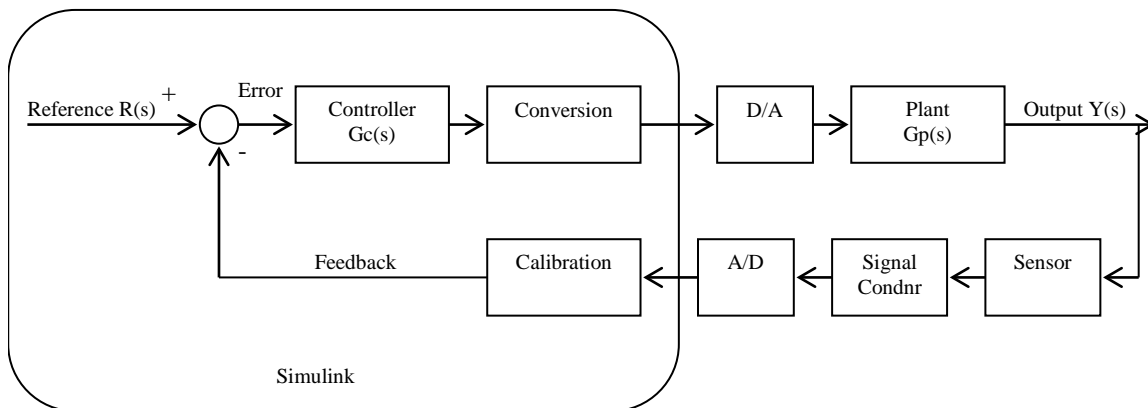 Reference R(s)
+
-
Error
Controller
Gc(s)
Conversion
D/A
Plant
Gp(s)
Output Y(s)
Feedback
Calibration
A/D
Signal
Condnr
Sensor
Simulink